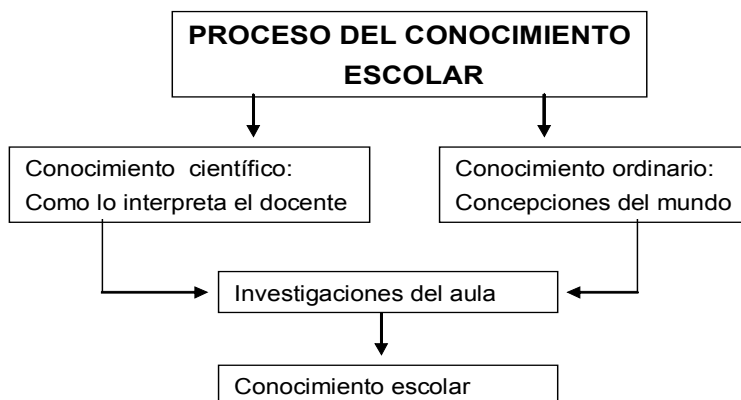 PROCESO DEL CONOCIMIENTO
ESCOLAR
Conocimiento científico:
Como lo interpreta el docente
Conocimiento ordinario:
Concepciones del mundo
Investigaciones del aula
Conocimiento escolar